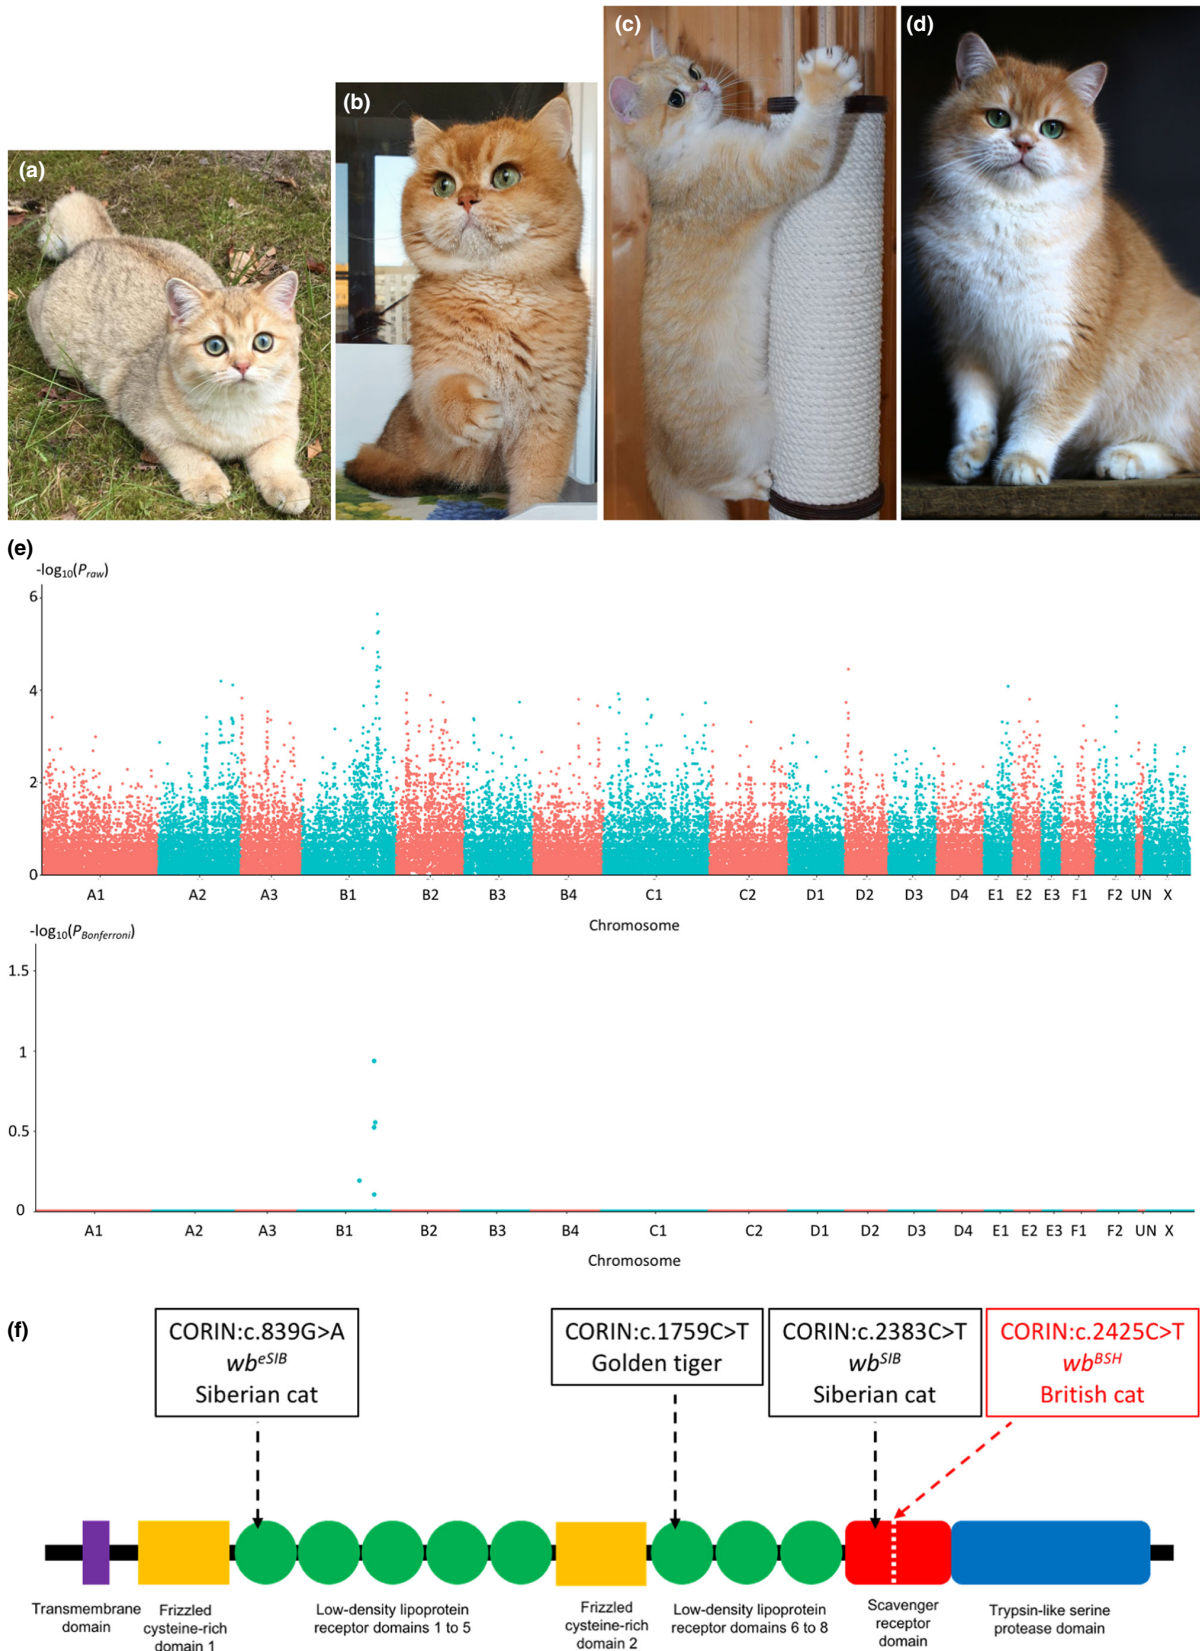 (a)
(b)
(c)
(d)
(e)
-log10(Praw)
6
4
2
0
A1 A2 A3 B1 B2 B3 B4 C1 C2 D1 D2 D3 D4 E1 E2 E3 F1 F2 UN X
Chromosome
-log10(PBonferroni)
1.5
1
0.5
0
A1 A2 A3 B1 B2 B3 B4 C1 C2 D1 D2 D3 D4 E1 E2 E3 F1 F2 UN X
Chromosome
(f)
CORIN:c.839G>A
wbeSIB
Siberian cat
CORIN:c.1759C>T
Golden tiger
CORIN:c.2383C>T
wbSIB
Siberian cat
CORIN:c.2425C>T
wbBSH
British cat
Transmembrane
domain
Frizzled
cysteine-rich
domain 1
Low-density lipoprotein
receptor domains 1 to 5
Frizzled
cysteine-rich
domain 2
Low-density lipoprotein
receptor domains 6 to 8
Scavenger
receptor
domain
Trypsin-like serine
protease domain